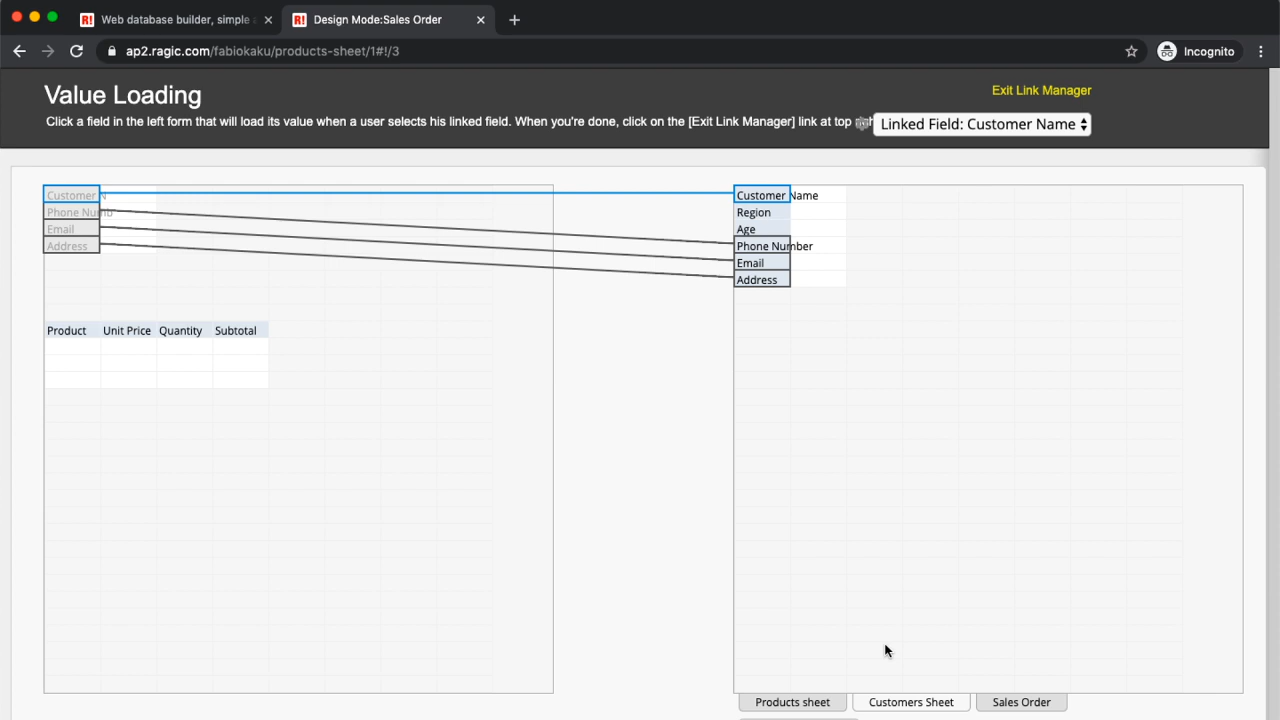 Web database builder, simple
Design Mode:Sales Order
ap2.ragic.com/fabiokaku/products-sheet/1#!/3
Incognito
Value Loading
Exit Link Manager
Click a field in the left form that will load its value when a user selects his linked field. When you're done, click on the [Exit Link Manager] link at top
Linked Field: Customer Name
Customer N
Phone Numb
Email
Address
Customer Name
Region
Age
Phone Number
Email
Address
Product Unit Price Quantity Subtotal
Products sheet Customers Sheet Sales Order